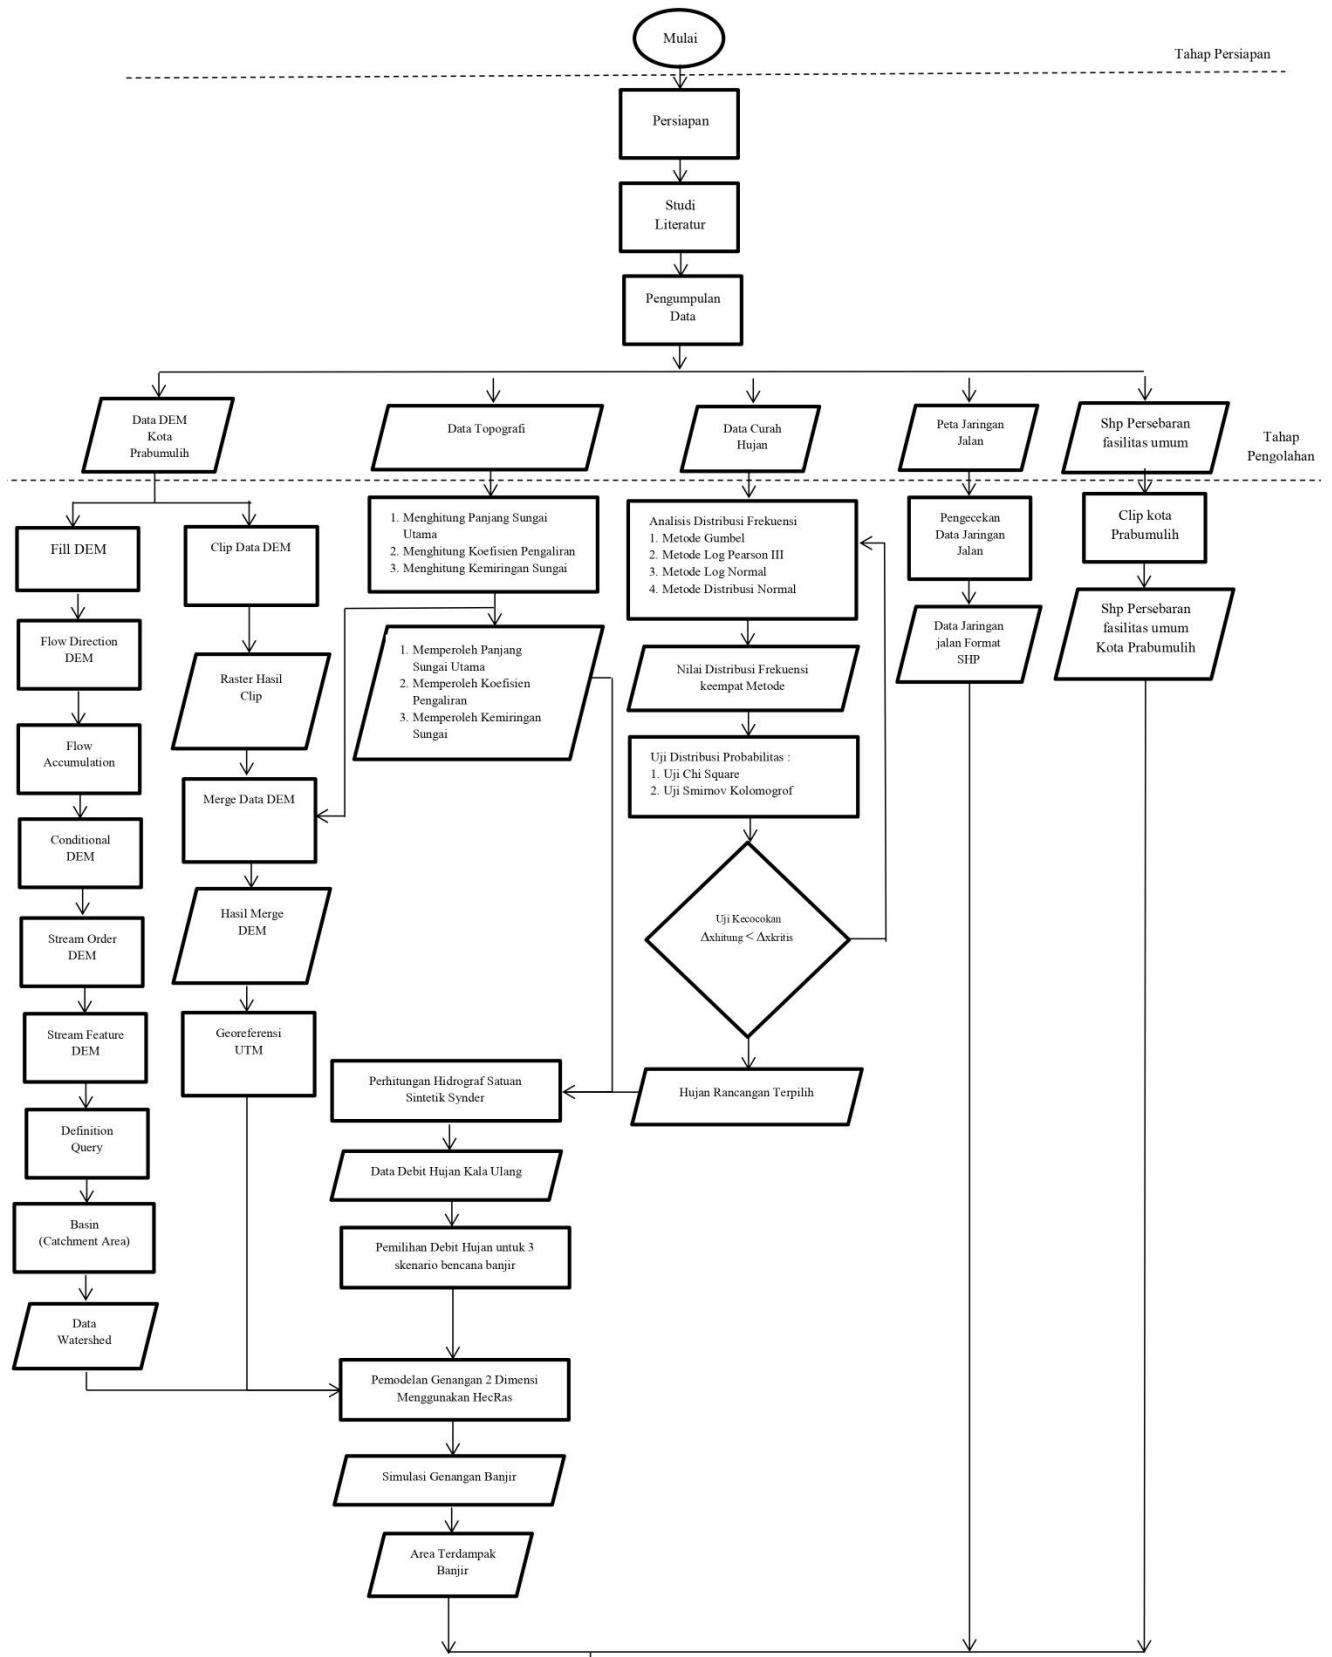 Mulai
Tahap Persiapan
Persiapan
Studi
Literatur
Pengumpulan
Data
Data DEM
Kota
Prabumulih
Data Topografi
Data Curah
Hujan
Peta Jaringan
Jalan
Shp Persebaran
fasilitas umum
Tahap
Pengolahan
Fill DEM
Clip Data DEM
1. Menghitung Panjang Sungai
Utama
2. Menghitung Koefisien Pengaliran
3. Menghitung Kemiringan Sungai
Analisis Distribusi Frekuensi
1. Metode Gumbel
2. Metode Log Pearson III
3. Metode Log Normal
4. Metode Distribusi Normal
Pengecekan
Data Jaringan
Jalan
Clip kota
Prabumulih
Flow Direction
DEM
Raster Hasil
Clip
1. Memperoleh Panjang
Sungai Utama
2. Memperoleh Koefisien
Pengaliran
3. Memperoleh Kemiringan
Sungai
Nilai Distribusi Frekuensi
keempat Metode
Data Jaringan
jalan Format
SHP
Shp Persebaran
fasilitas umum
Kota Prabumulih
Flow
Accumulation
Merge Data DEM
Uji Distribusi Probabilitas :
1. Uji Chi Square
2. Uji Smirnov Kolomogrof
Conditional
DEM
Hasil Merge
DEM
Uji Kecocokan
Δxhitung < Δxkritis
Stream Order
DEM
Stream Feature
DEM
Georeferensi
UTM
Perhitungan Hidrograf Satuan
Sintetik Synder
Hujan Rancangan Terpilih
Definition
Query
Data Debit Hujan Kala Ulang
Basin
(Catchment Area)
Pemilihan Debit Hujan untuk 3
skenario bencana banjir
Data
Watershed
Pemodelan Genangan 2 Dimensi
Menggunakan HecRas
Simulasi Genangan Banjir
Area Terdampak
Banjir